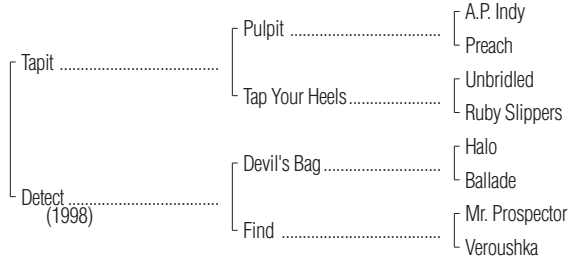 A.P. Indy
Pulpit ..............................
Preach
Tapit .......................................
Unbridled
Tap Your Heels......................
Ruby Slippers
Halo
Devil's Bag............................
Ballade
Detect.....................................
(1998)
Mr. Prospector
Find .....................................
Veroushka